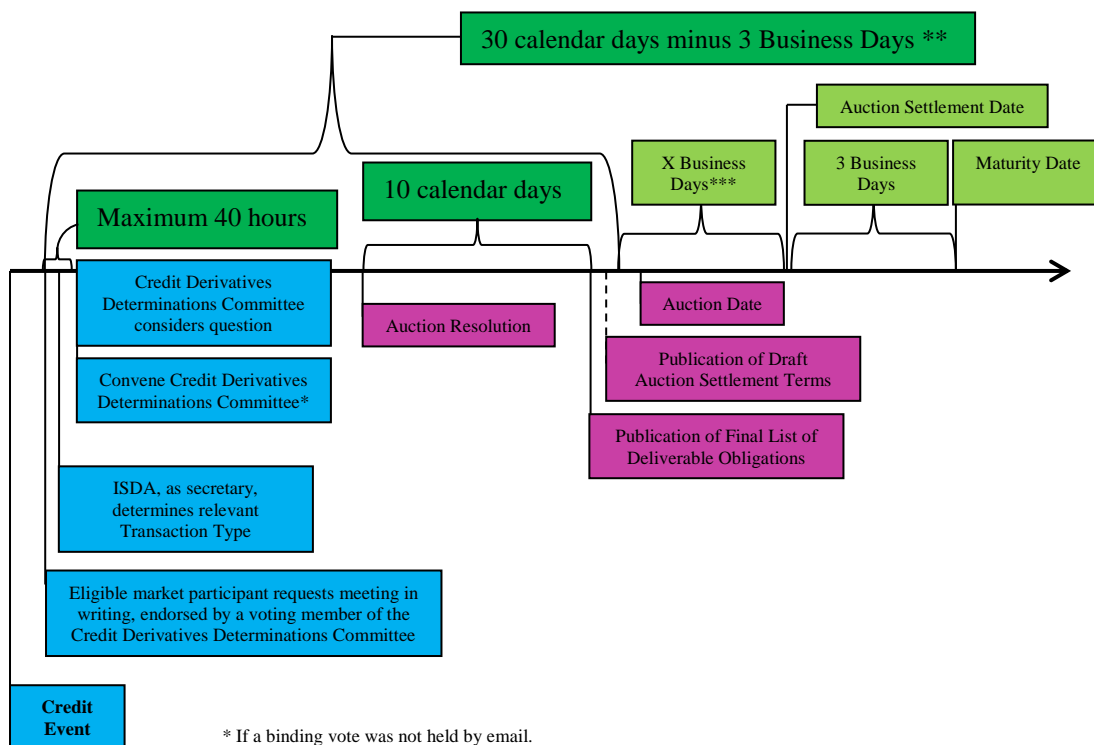 30 calendar days minus 3 Business Days **
Auction Settlement Date
X Business
Days***
3 Business
Days
Maturity Date
10 calendar days
Maximum 40 hours
Credit Derivatives
Determinations Committee
considers question
Auction Resolution
Auction Date
Convene Credit Derivatives
Determinations Committee*
Publication of Draft
Auction Settlement Terms
Publication of Final List of
Deliverable Obligations
ISDA, as secretary,
determines relevant
Transaction Type
Eligible market participant requests meeting in
writing, endorsed by a voting member of the
Credit Derivatives Determinations Committee
Credit
Event
* If a binding vote was not held by email.